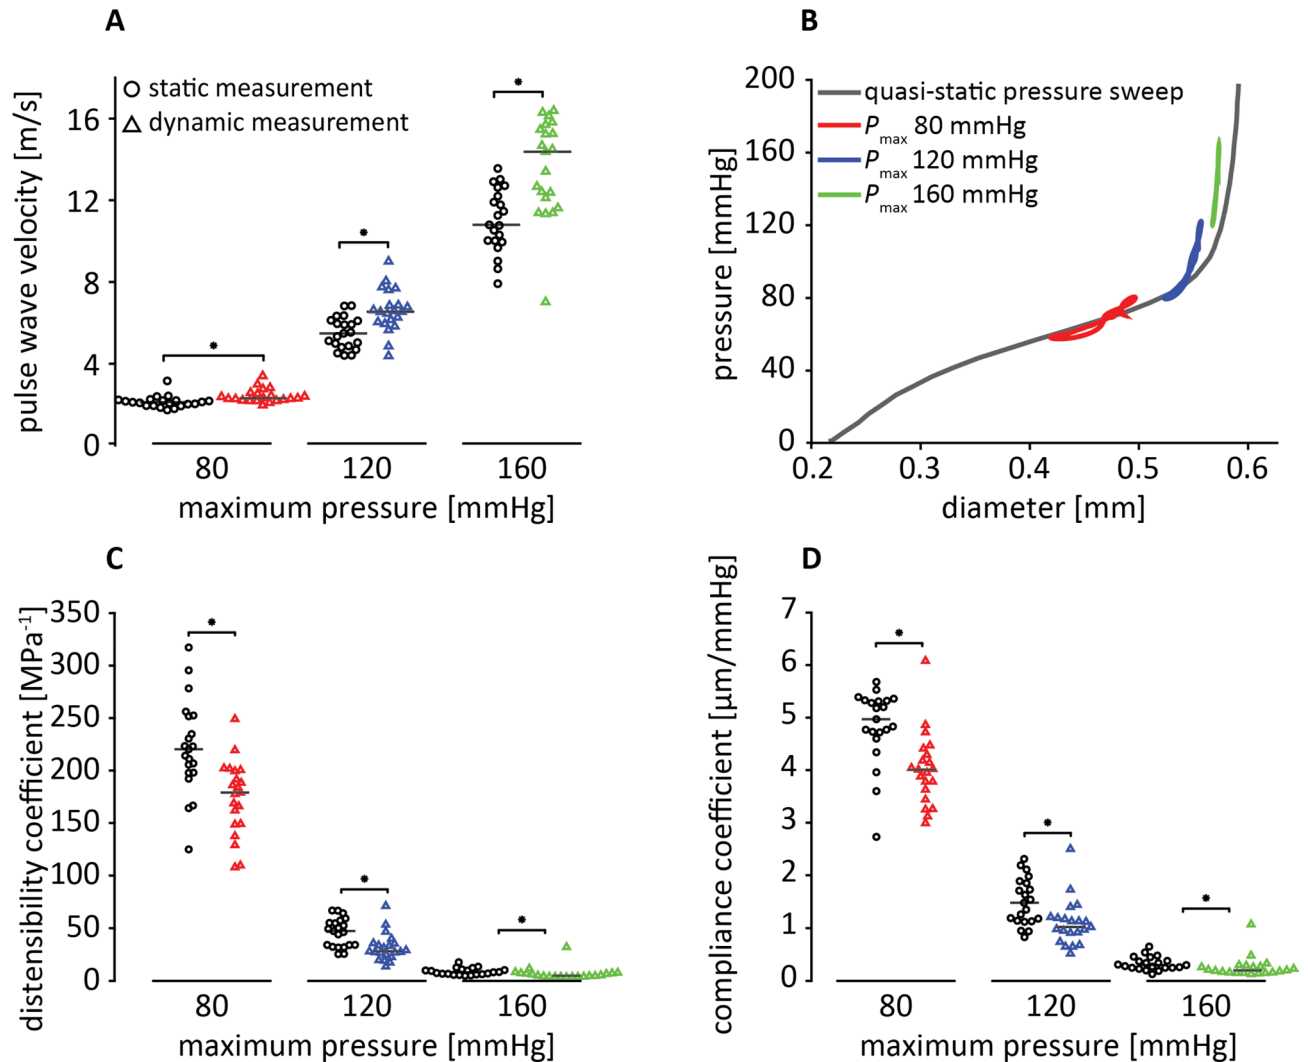 A
static measurement
dynamic measurement
pulse wave velocity [m/s]
16
12
8
4
0
*
*
*
80
120
160
maximum pressure [mmHg]
B
quasi-static pressure sweep
Pmax 80 mmHg
Pmax 120 mmHg
Pmax 160 mmHg
pressure [mmHg]
200
160
120
80
40
0
0.2
0.3
0.4
0.5
0.6
diameter [mm]
C
distensibility coefficient [MPa-1]
350
300
250
200
150
100
50
0
*
*
*
80
120
160
maximum pressure [mmHg]
D
compliance coefficient [µm/mmHg]
7
6
5
4
3
2
1
0
*
*
*
80
120
160
maximum pressure [mmHg]